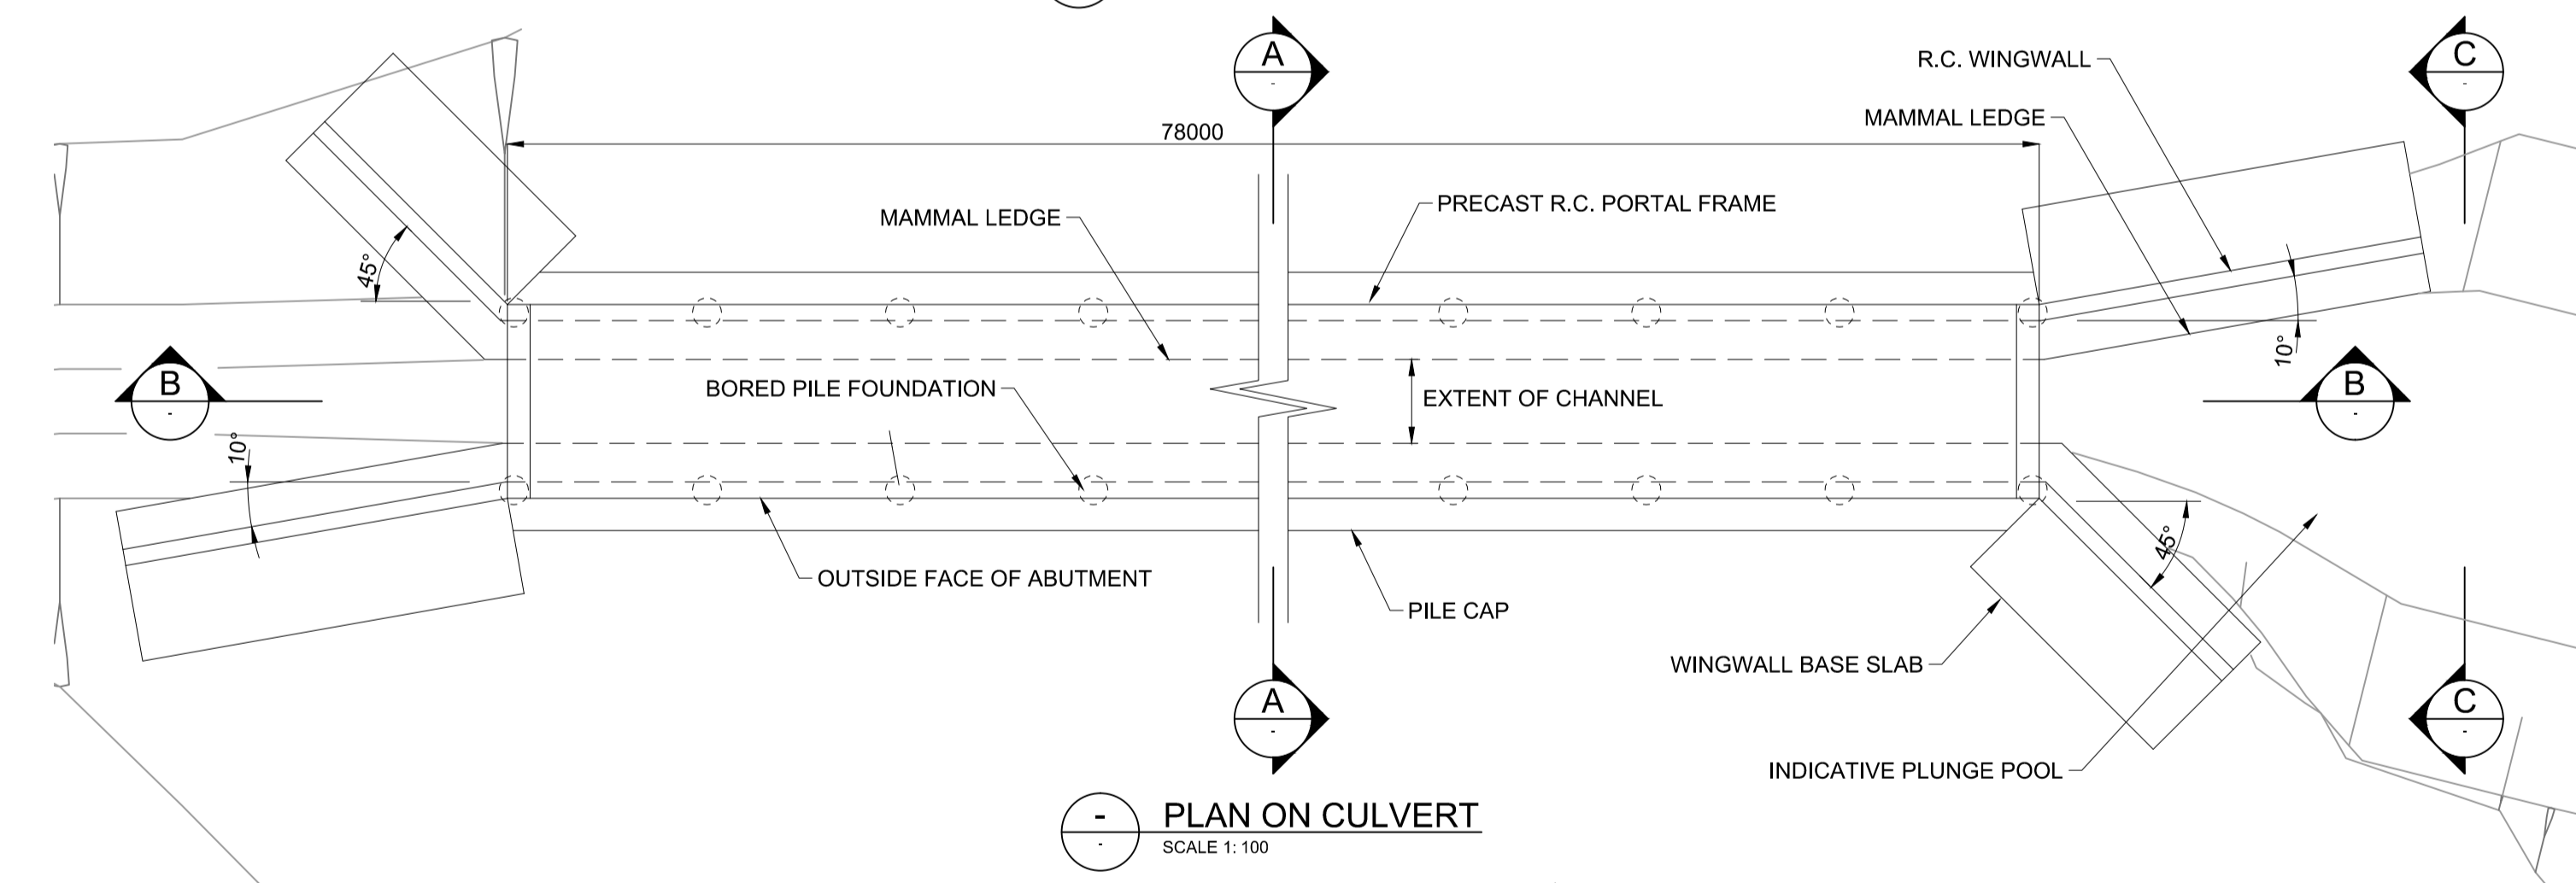 A
-
C
-
R.C. WINGWALL
MAMMAL LEDGE
78000
PRECAST R.C. PORTAL FRAME
MAMMAL LEDGE
45°
10°
B
-
BORED PILE FOUNDATION
EXTENT OF CHANNEL
B
-
10°
45°
OUTSIDE FACE OF ABUTMENT
PILE CAP
WINGWALL BASE SLAB
A
-
C
-
INDICATIVE PLUNGE POOL
-
-
PLAN ON CULVERT
SCALE 1: 100